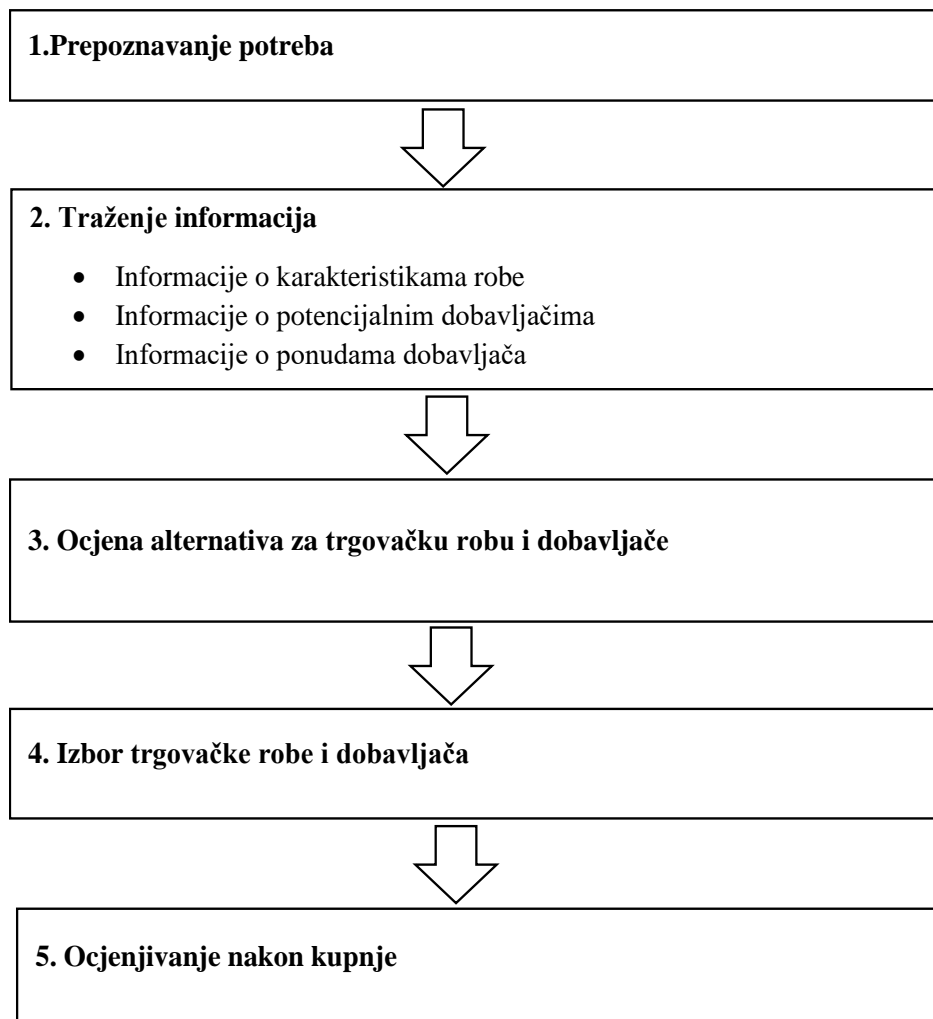 1.Prepoznavanje potreba
2. Traženje informacija
• Informacije o karakteristikama robe
• Informacije o potencijalnim dobavljačima
• Informacije o ponudama dobavljača
3. Ocjena alternativa za trgovačku robu i dobavljače
4. Izbor trgovačke robe i dobavljača
5. Ocjenjivanje nakon kupnje